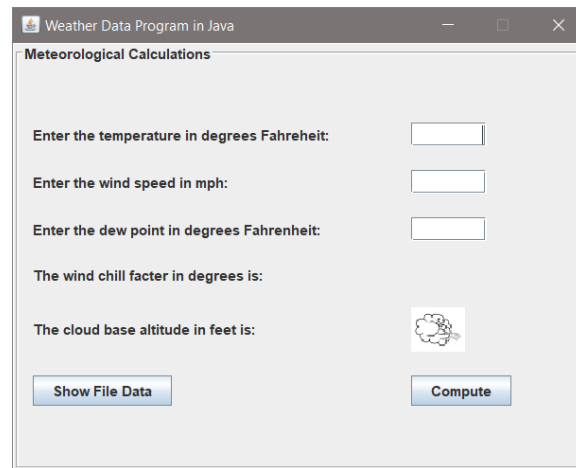 Weather Data Program in Java
Meteorological Calculations
Enter the temperature in degrees Fahreheit:
Enter the wind speed in mph:
Enter the dew point in degrees Fahrenheit:
The wind chill facter in degrees is:
The cloud base altitude in feet is:
Show File Data
Compute